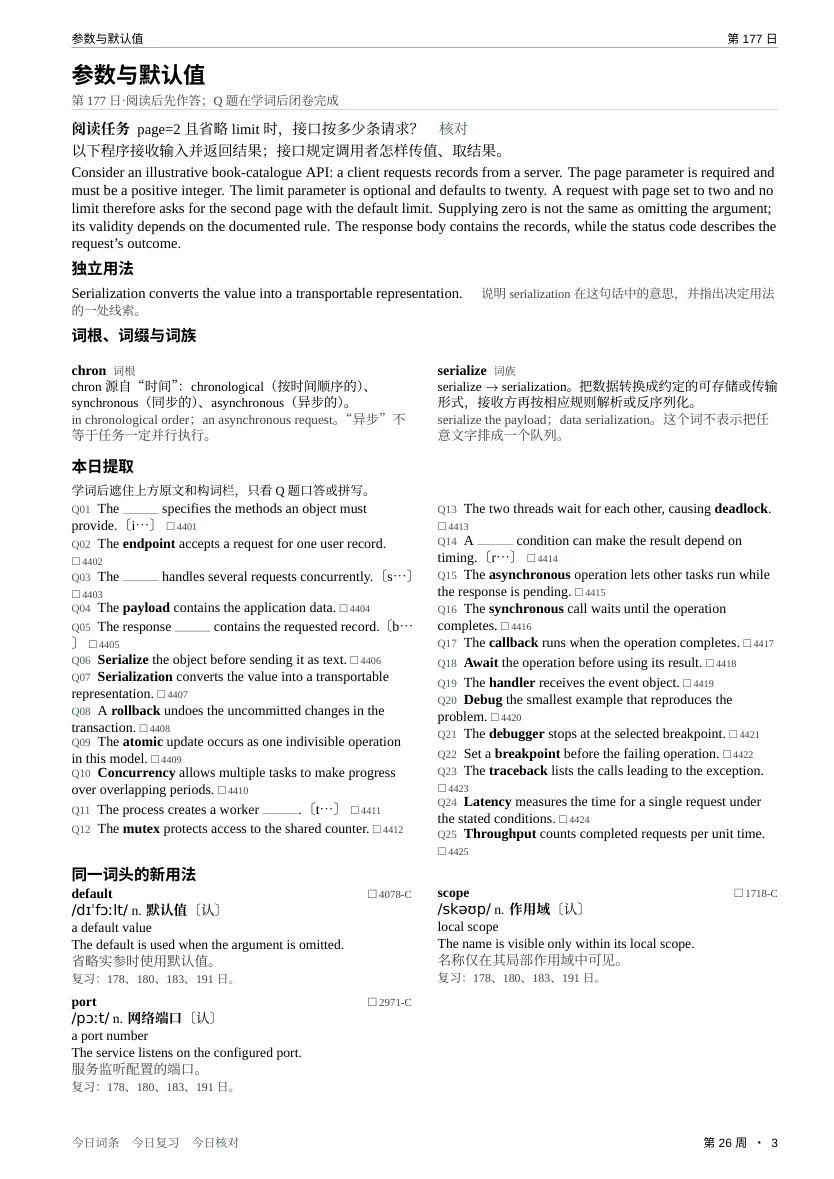 参数与默认值 第 177 日
参数与默认值
第 177 日·阅读后先作答；Q 题在学词后闭卷完成
阅读任务 page=2 且省略 limit 时，接口按多少条请求？ 核对
以下程序接收输入并返回结果；接口规定调用者怎样传值、取结果。
Consider an illustrative book-catalogue API: a client requests records from a server. The page parameter is required and
must be a positive integer. The limit parameter is optional and defaults to twenty. A request with page set to two and no
limit therefore asks for the second page with the default limit. Supplying zero is not the same as omitting the argument;
its validity depends on the documented rule. The response body contains the records, while the status code describes the
request’s outcome.
独立用法
Serialization converts the value into a transportable representation. 说明 serialization 在这句话中的意思，并指出决定用法
的一处线索。
词根、词缀与词族
chron 词根
chron 源自“时间”：chronological（按时间顺序的）、
synchronous（同步的）、asynchronous（异步的）。
in chronological order；an asynchronous request。“异步”不
等于任务一定并行执行。
serialize 词族
serialize → serialization。把数据转换成约定的可存储或传输
形式，接收方再按相应规则解析或反序列化。
serialize the payload；data serialization。这个词不表示把任
意文字排成一个队列。
本日提取
学词后遮住上方原文和构词栏，只看 Q 题口答或拼写。
Q01 The _____ specifies the methods an object must
provide.〔i···〕 □ 4401
Q02 The endpoint accepts a request for one user record.
□ 4402
Q03 The _____ handles several requests concurrently.〔s···〕
□ 4403
Q04 The payload contains the application data. □ 4404
Q05 The response _____ contains the requested record.〔b···
〕 □ 4405
Q06 Serialize the object before sending it as text. □ 4406
Q07 Serialization converts the value into a transportable
representation. □ 4407
Q08 A rollback undoes the uncommitted changes in the
transaction. □ 4408
Q09 The atomic update occurs as one indivisible operation
in this model. □ 4409
Q10 Concurrency allows multiple tasks to make progress
over overlapping periods. □ 4410
Q11 The process creates a worker _____.〔t···〕 □ 4411
Q12 The mutex protects access to the shared counter. □ 4412
Q13 The two threads wait for each other, causing deadlock.
□ 4413
Q14 A _____ condition can make the result depend on
timing.〔r···〕 □ 4414
Q15 The asynchronous operation lets other tasks run while
the response is pending. □ 4415
Q16 The synchronous call waits until the operation
completes. □ 4416
Q17 The callback runs when the operation completes. □ 4417
Q18 Await the operation before using its result. □ 4418
Q19 The handler receives the event object. □ 4419
Q20 Debug the smallest example that reproduces the
problem. □ 4420
Q21 The debugger stops at the selected breakpoint. □ 4421
Q22 Set a breakpoint before the failing operation. □ 4422
Q23 The traceback lists the calls leading to the exception.
□ 4423
Q24 Latency measures the time for a single request under
the stated conditions. □ 4424
Q25 Throughput counts completed requests per unit time.
□ 4425
同一词头的新用法
default □ 4078-C
/dɪˈfɔːlt/ n. 默认值〔认〕
a default value
The default is used when the argument is omitted.
省略实参时使用默认值。
复习：178、180、183、191 日。
port □ 2971-C
/pɔːt/ n. 网络端口〔认〕
a port number
The service listens on the configured port.
服务监听配置的端口。
复习：178、180、183、191 日。
scope □ 1718-C
/skəʊp/ n. 作用域〔认〕
local scope
The name is visible only within its local scope.
名称仅在其局部作用域中可见。
复习：178、180、183、191 日。
今日词条 今日复习 今日核对 第 26 周 · 3